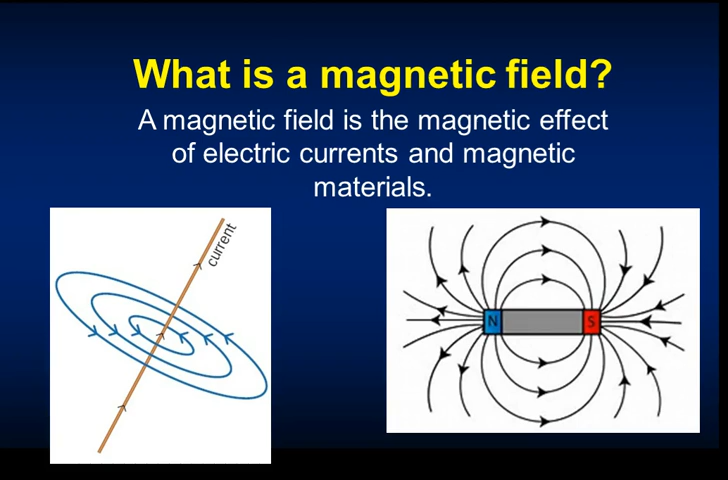 What is a magnetic field?
A magnetic field is the magnetic effect
of electric currents and magnetic
materials.
current
N
S